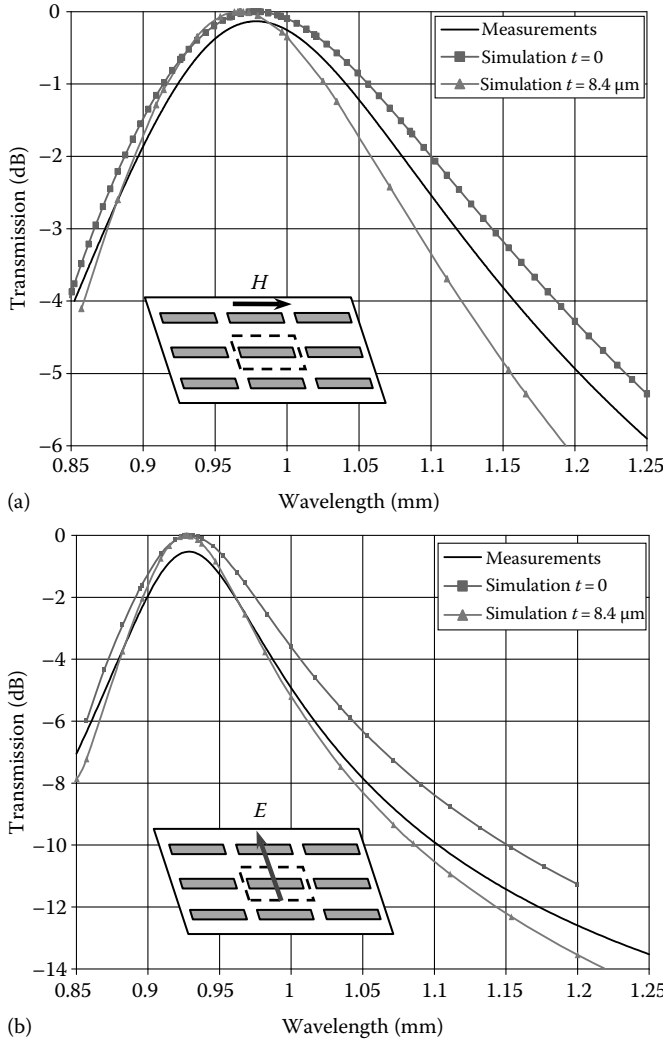 0
−1
−2
−3
−4
−5
−6
Transmission (dB)
Measurements
Simulation t = 0
Simulation t = 8.4 μm
H
0.85 0.9 0.95 1 1.05 1.1 1.15 1.2 1.25
(a) Wavelength (mm)
0
−2
−4
−6
−8
−10
−12
−14
Transmission (dB)
Measurements
Simulation t = 0
Simulation t = 8.4 μm
E
0.85 0.9 0.95 1 1.05 1.1 1.15 1.2 1.25
(b) Wavelength (mm)